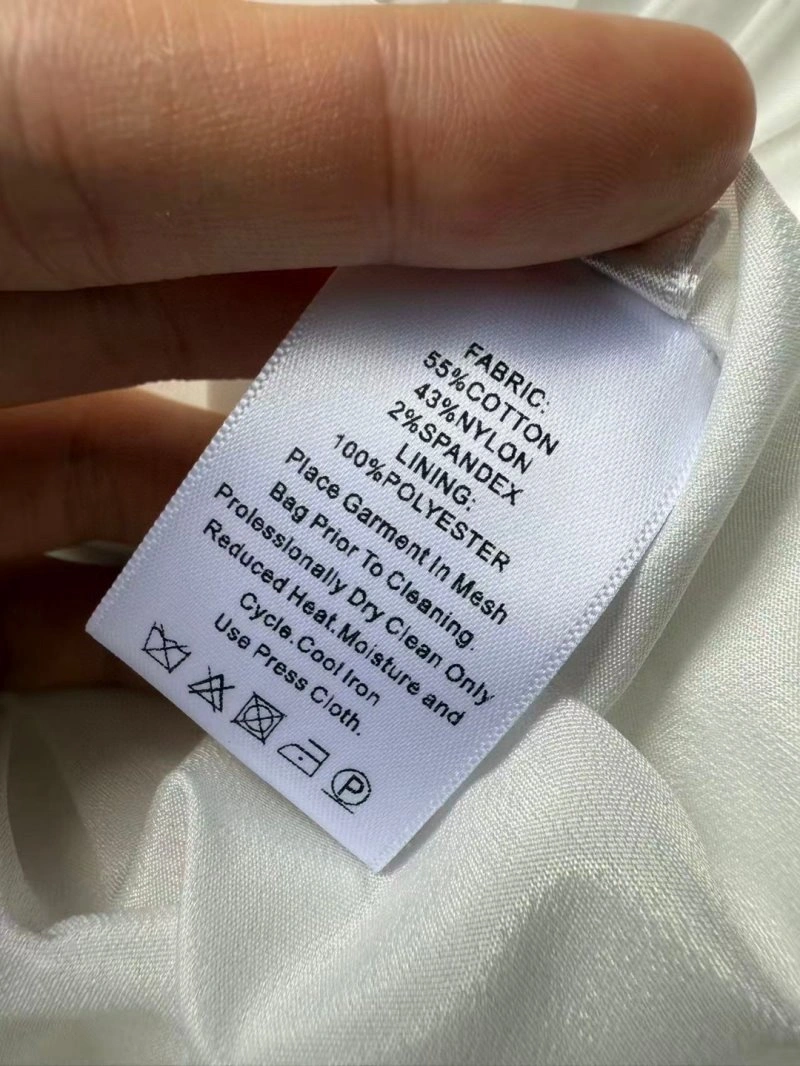 FABRIC:
55%COTTON
43%NYLON
2%SPANDEX
LINING:
100%POLYESTER
Place Garment In Mesh
Bag Prior To Cleaning.
Professionally Dry Clean Only
Reduced Heat.Moisture and
Cycle.Cool Iron
Use Press Cloth.
P